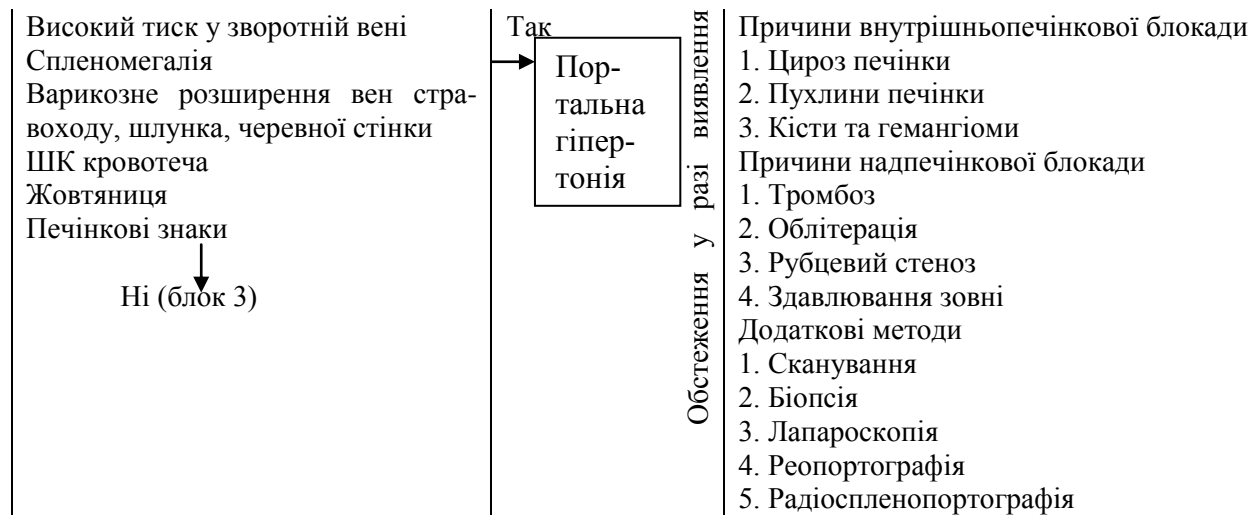 Високий тиск у зворотній вені
Спленомегалія
Варикозне розширення вен стра-
воходу, шлунка, черевної стінки
ШК кровотеча
Жовтяниця
Печінкові знаки
Ні (блок 3)
Так
Пор-
тальна
гіпер-
тонія
Обстеження у разі виявлення
Причини внутрішньопечінкової блокади
1. Цироз печінки
2. Пухлини печінки
3. Кісти та гемангіоми
Причини надпечінкової блокади
1. Тромбоз
2. Облітерація
3. Рубцевий стеноз
4. Здавлювання зовні
Додаткові методи
1. Сканування
2. Біопсія
3. Лапароскопія
4. Реопортографія
5. Радіоспленопортографія